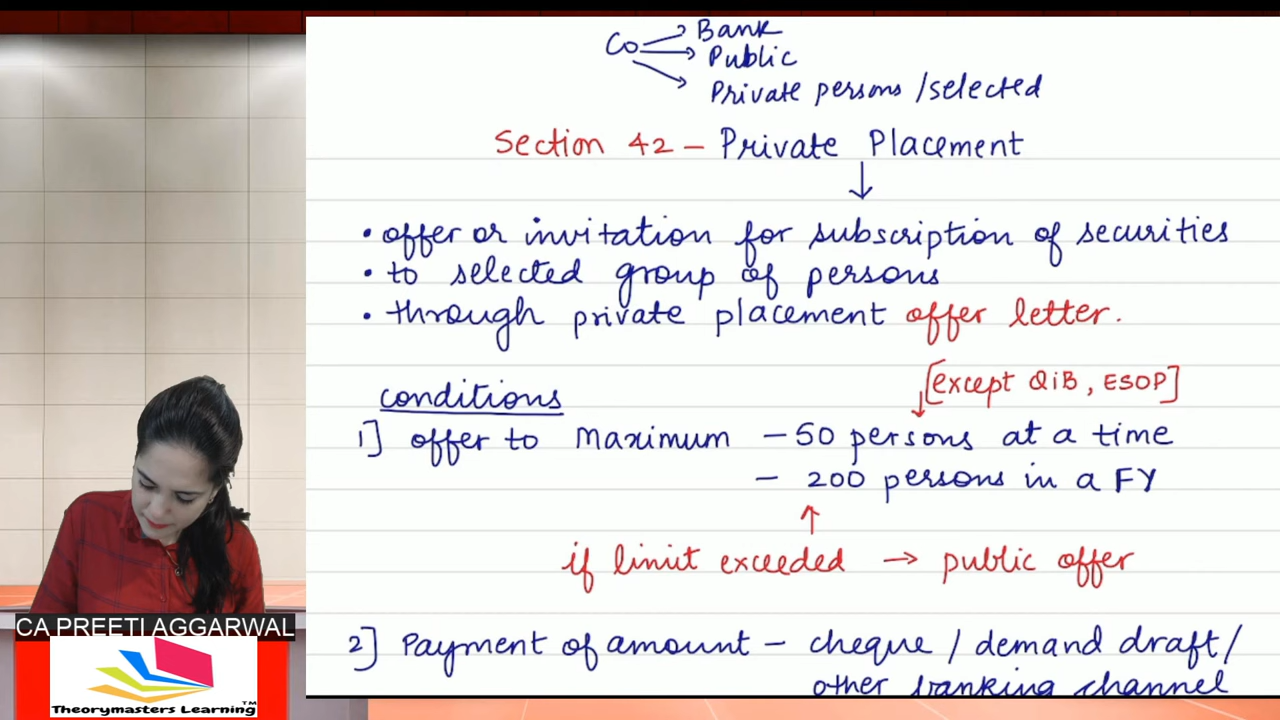 Co → Bank
→ Public
→ Private persons / selected
Section 42 – Private Placement
↓
• offer or invitation for subscription of securities
• to selected group of persons
• through private placement offer letter.
[except QiB, ESOP]
conditions
1] offer to Maximum – 50 persons at a time
– 200 persons in a FY
↑
if limit exceeded → public offer
2] Payment of amount – cheque / demand draft /
other banking channel
CA PREETI AGGARWAL
Theorymasters Learning™